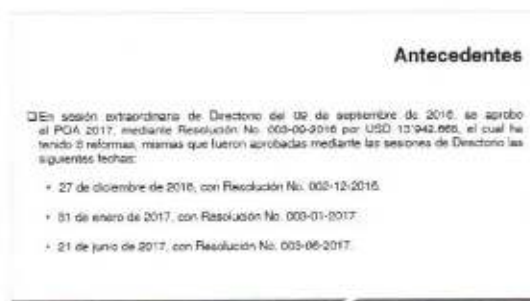 Antecedentes
❑En sesión extraordinaria de Directorio del 09 de septiembre de 2016, se aprobo
el POA 2017, mediante Resolución No. 003-09-2016 por USD 13'942.666, el cual ha
tenido 3 reformas, mismas que fueron aprobadas mediante las sesiones de Directorio las
siguientes fechas:
• 27 de diciembre de 2016, con Resolución No. 002-12-2016.
• 31 de enero de 2017, con Resolución No. 003-01-2017
• 21 de junio de 2017, con Resolución No. 003-06-2017.